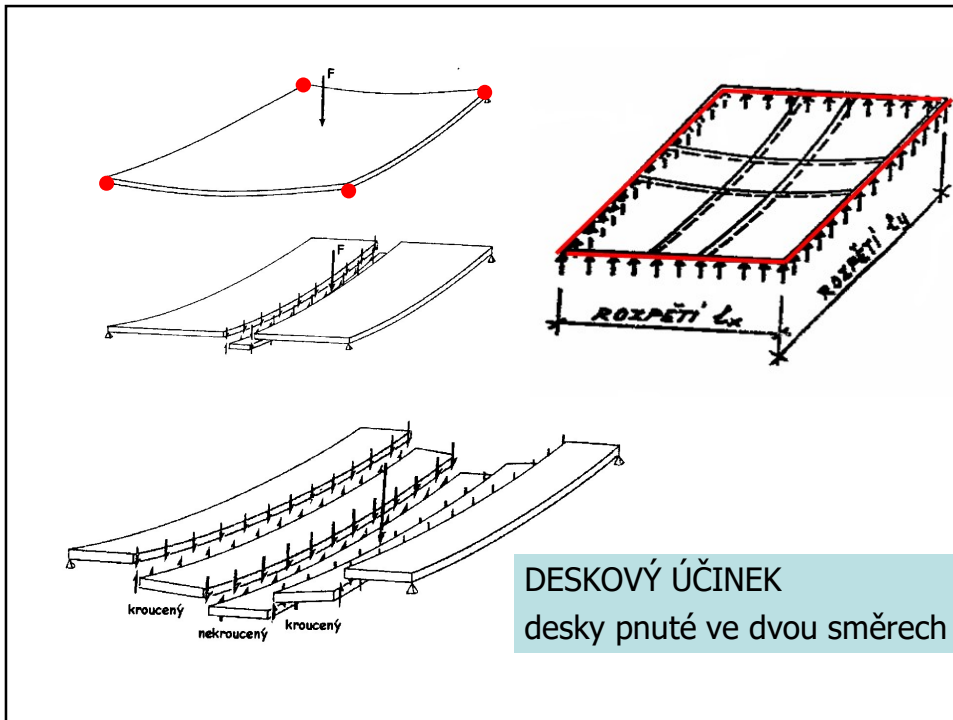 F
F
ROZPĚTÍ lx
ROZPĚTÍ ly
kroucený
nekroucený
kroucený
DESKOVÝ ÚČINEK
desky pnuté ve dvou směrech